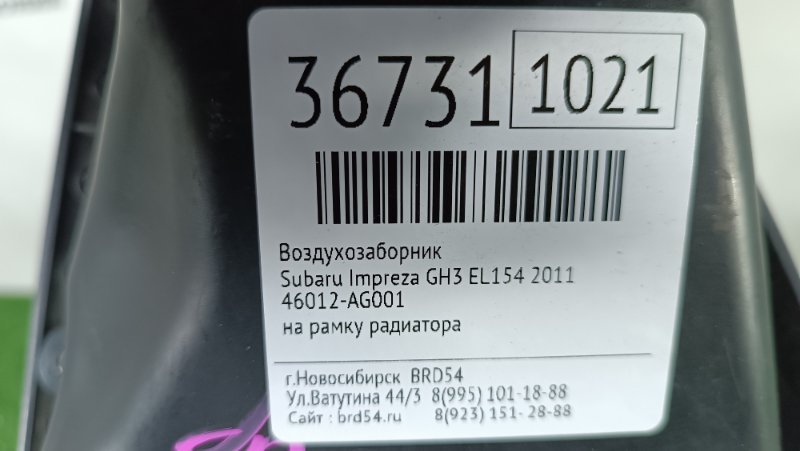 36731 1021
Воздухозаборник
Subaru Impreza GH3 EL154 2011
46012-AG001
на рамку радиатора
г.Новосибирск BRD54
Ул.Ватутина 44/3 8(995) 101-18-88
Сайт : brd54.ru 8(923) 151-28-88